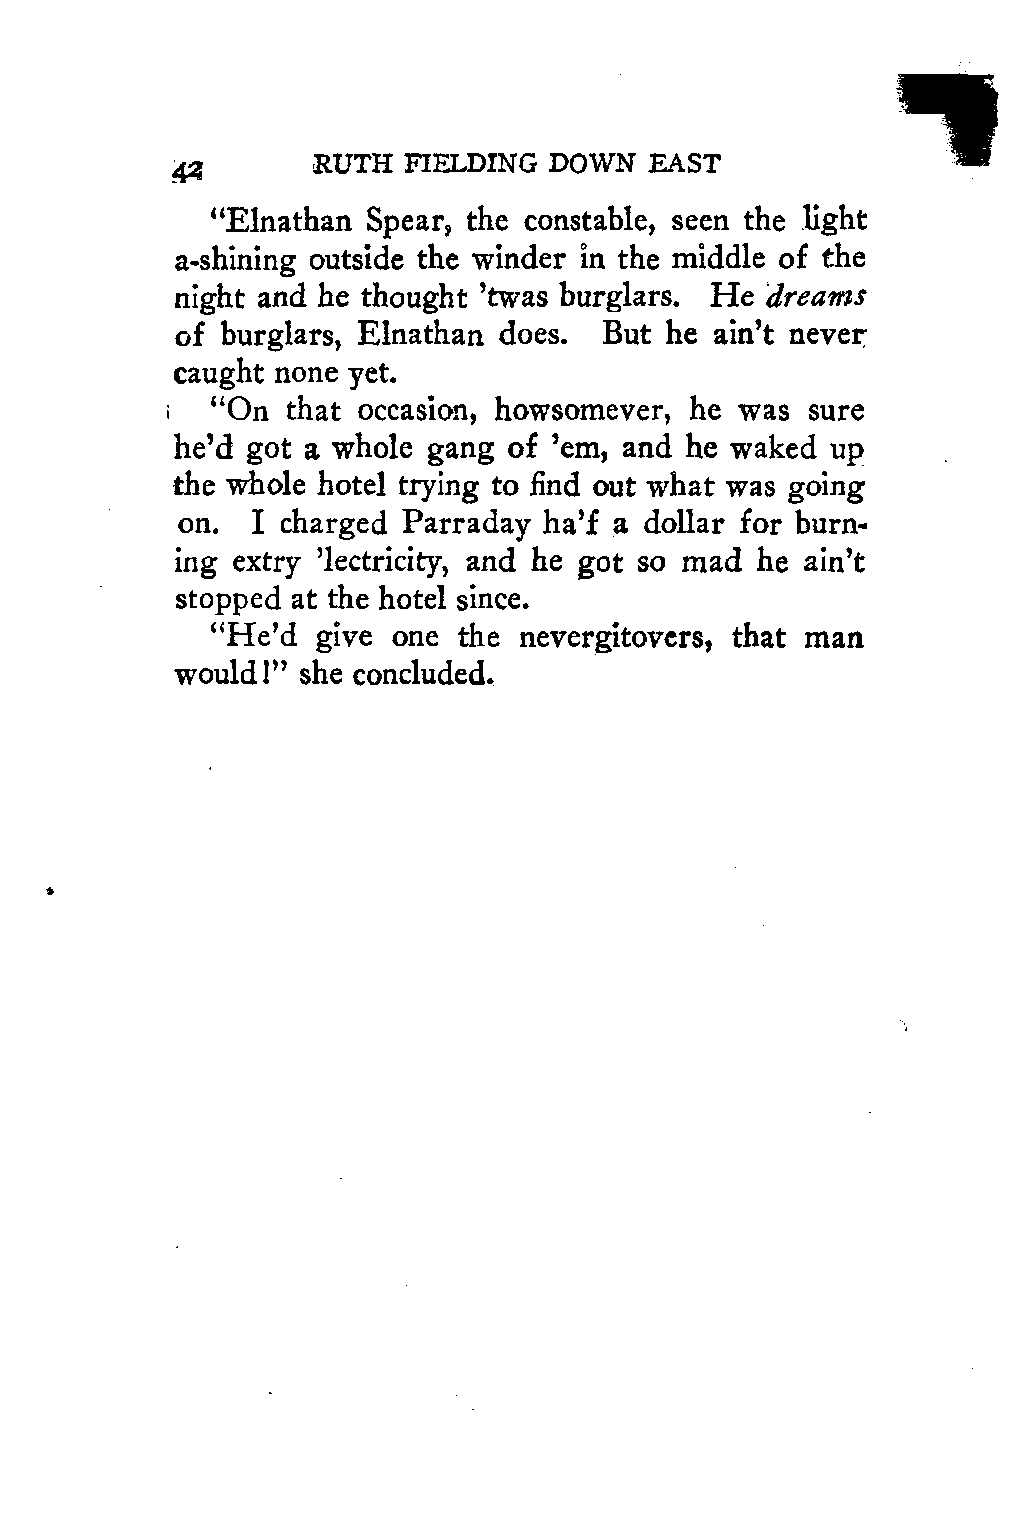 42 RUTH FIELDING DOWN EAST
"Elnathan Spear, the constable, seen the light
a-shining outside the winder in the middle of the
night and he thought 'twas burglars. He dreams
of burglars, Elnathan does. But he ain't never
caught none yet.
"On that occasion, howsomever, he was sure
he'd got a whole gang of 'em, and he waked up
the whole hotel trying to find out what was going
on. I charged Parraday ha'f a dollar for burn-
ing extry 'lectricity, and he got so mad he ain't
stopped at the hotel since.
"He'd give one the nevergitovers, that man
would!" she concluded.